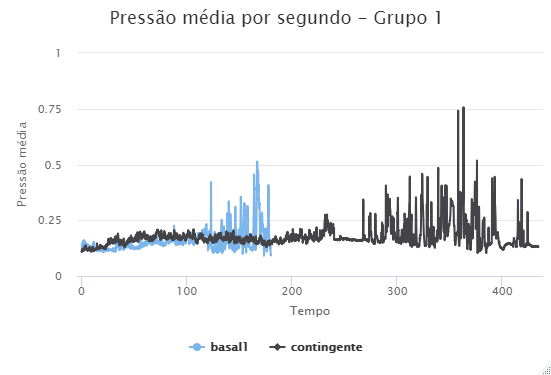 Pressão média por segundo – Grupo 1
1
0.75
0.5
0.25
0
Pressão média
0 100 200 300 400
Tempo
basal1 contingente